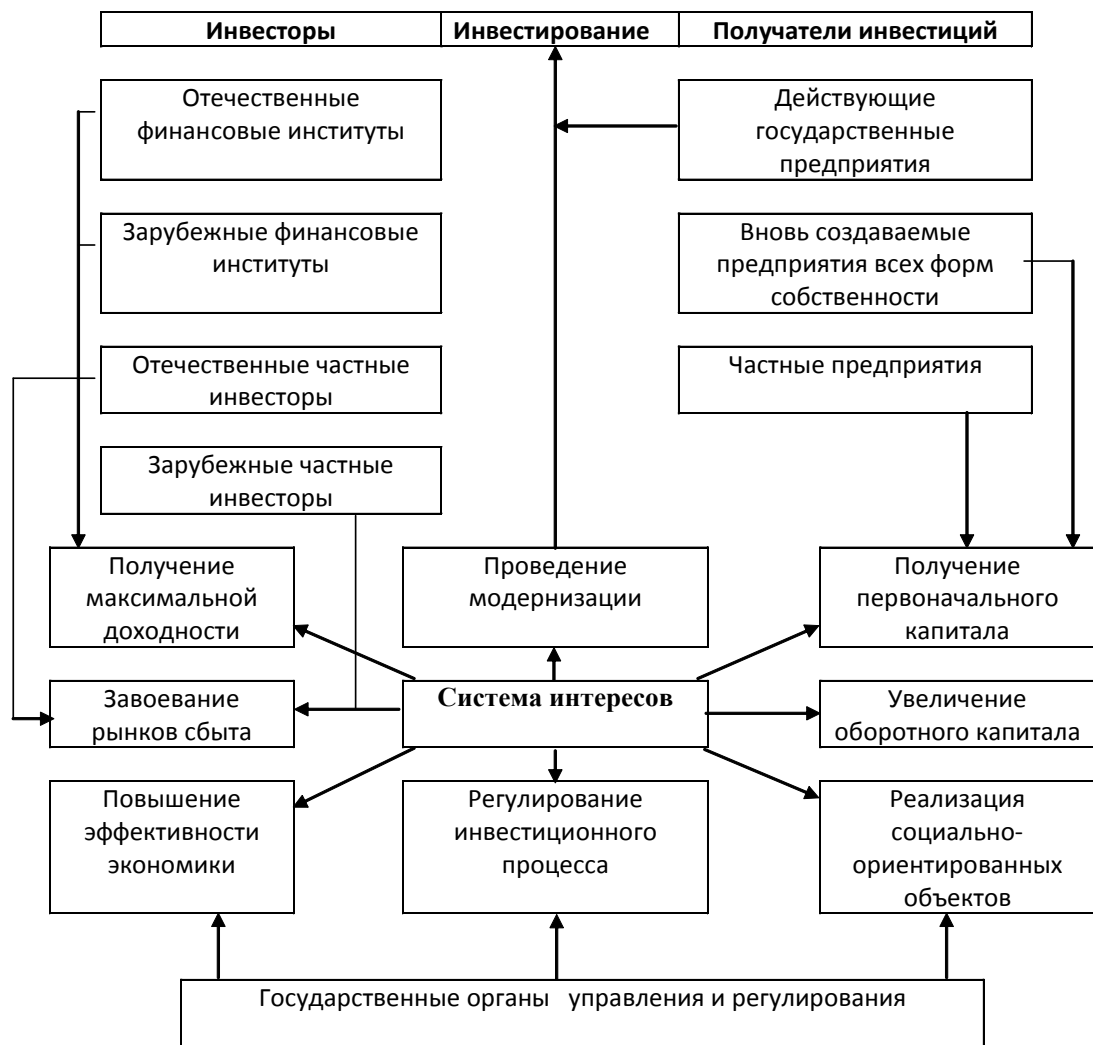 Инвесторы
Инвестирование
Получатели инвестиций
Отечественные
финансовые институты
Действующие
государственные
предприятия
Зарубежные финансовые
институты
Вновь создаваемые
предприятия всех форм
собственности
Отечественные частные
инвесторы
Частные предприятия
Зарубежные частные
инвесторы
Получение
максимальной
доходности
Проведение
модернизации
Получение
первоначального
капитала
Завоевание
рынков сбыта
Система интересов
Увеличение
оборотного капитала
Повышение
эффективности
экономики
Регулирование
инвестиционного
процесса
Реализация
социально-
ориентированных
объектов
Государственные органы управления и регулирования